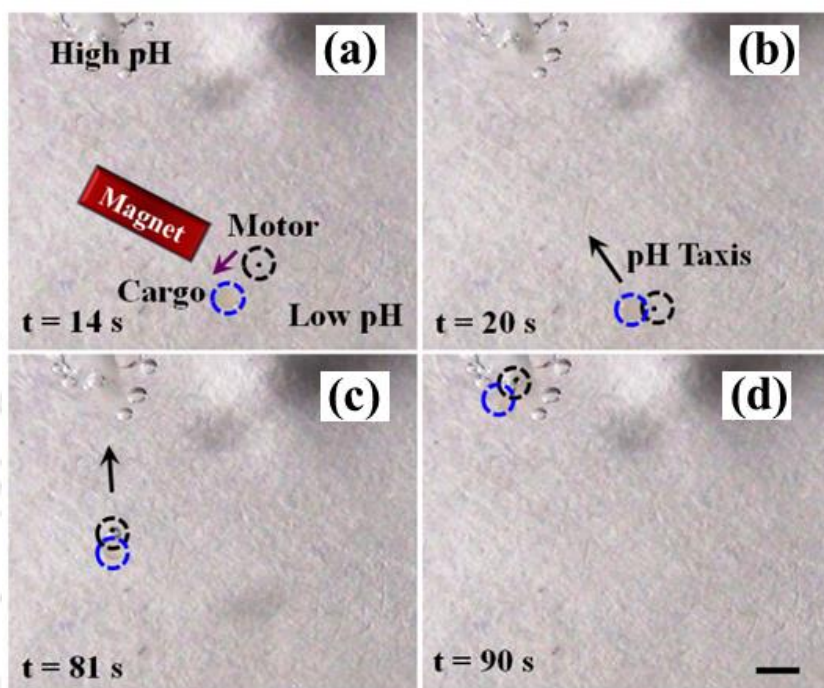 High pH
(a)
Magnet
Motor
Cargo
Low pH
t = 14 s
(b)
pH Taxis
t = 20 s
(c)
t = 81 s
(d)
t = 90 s